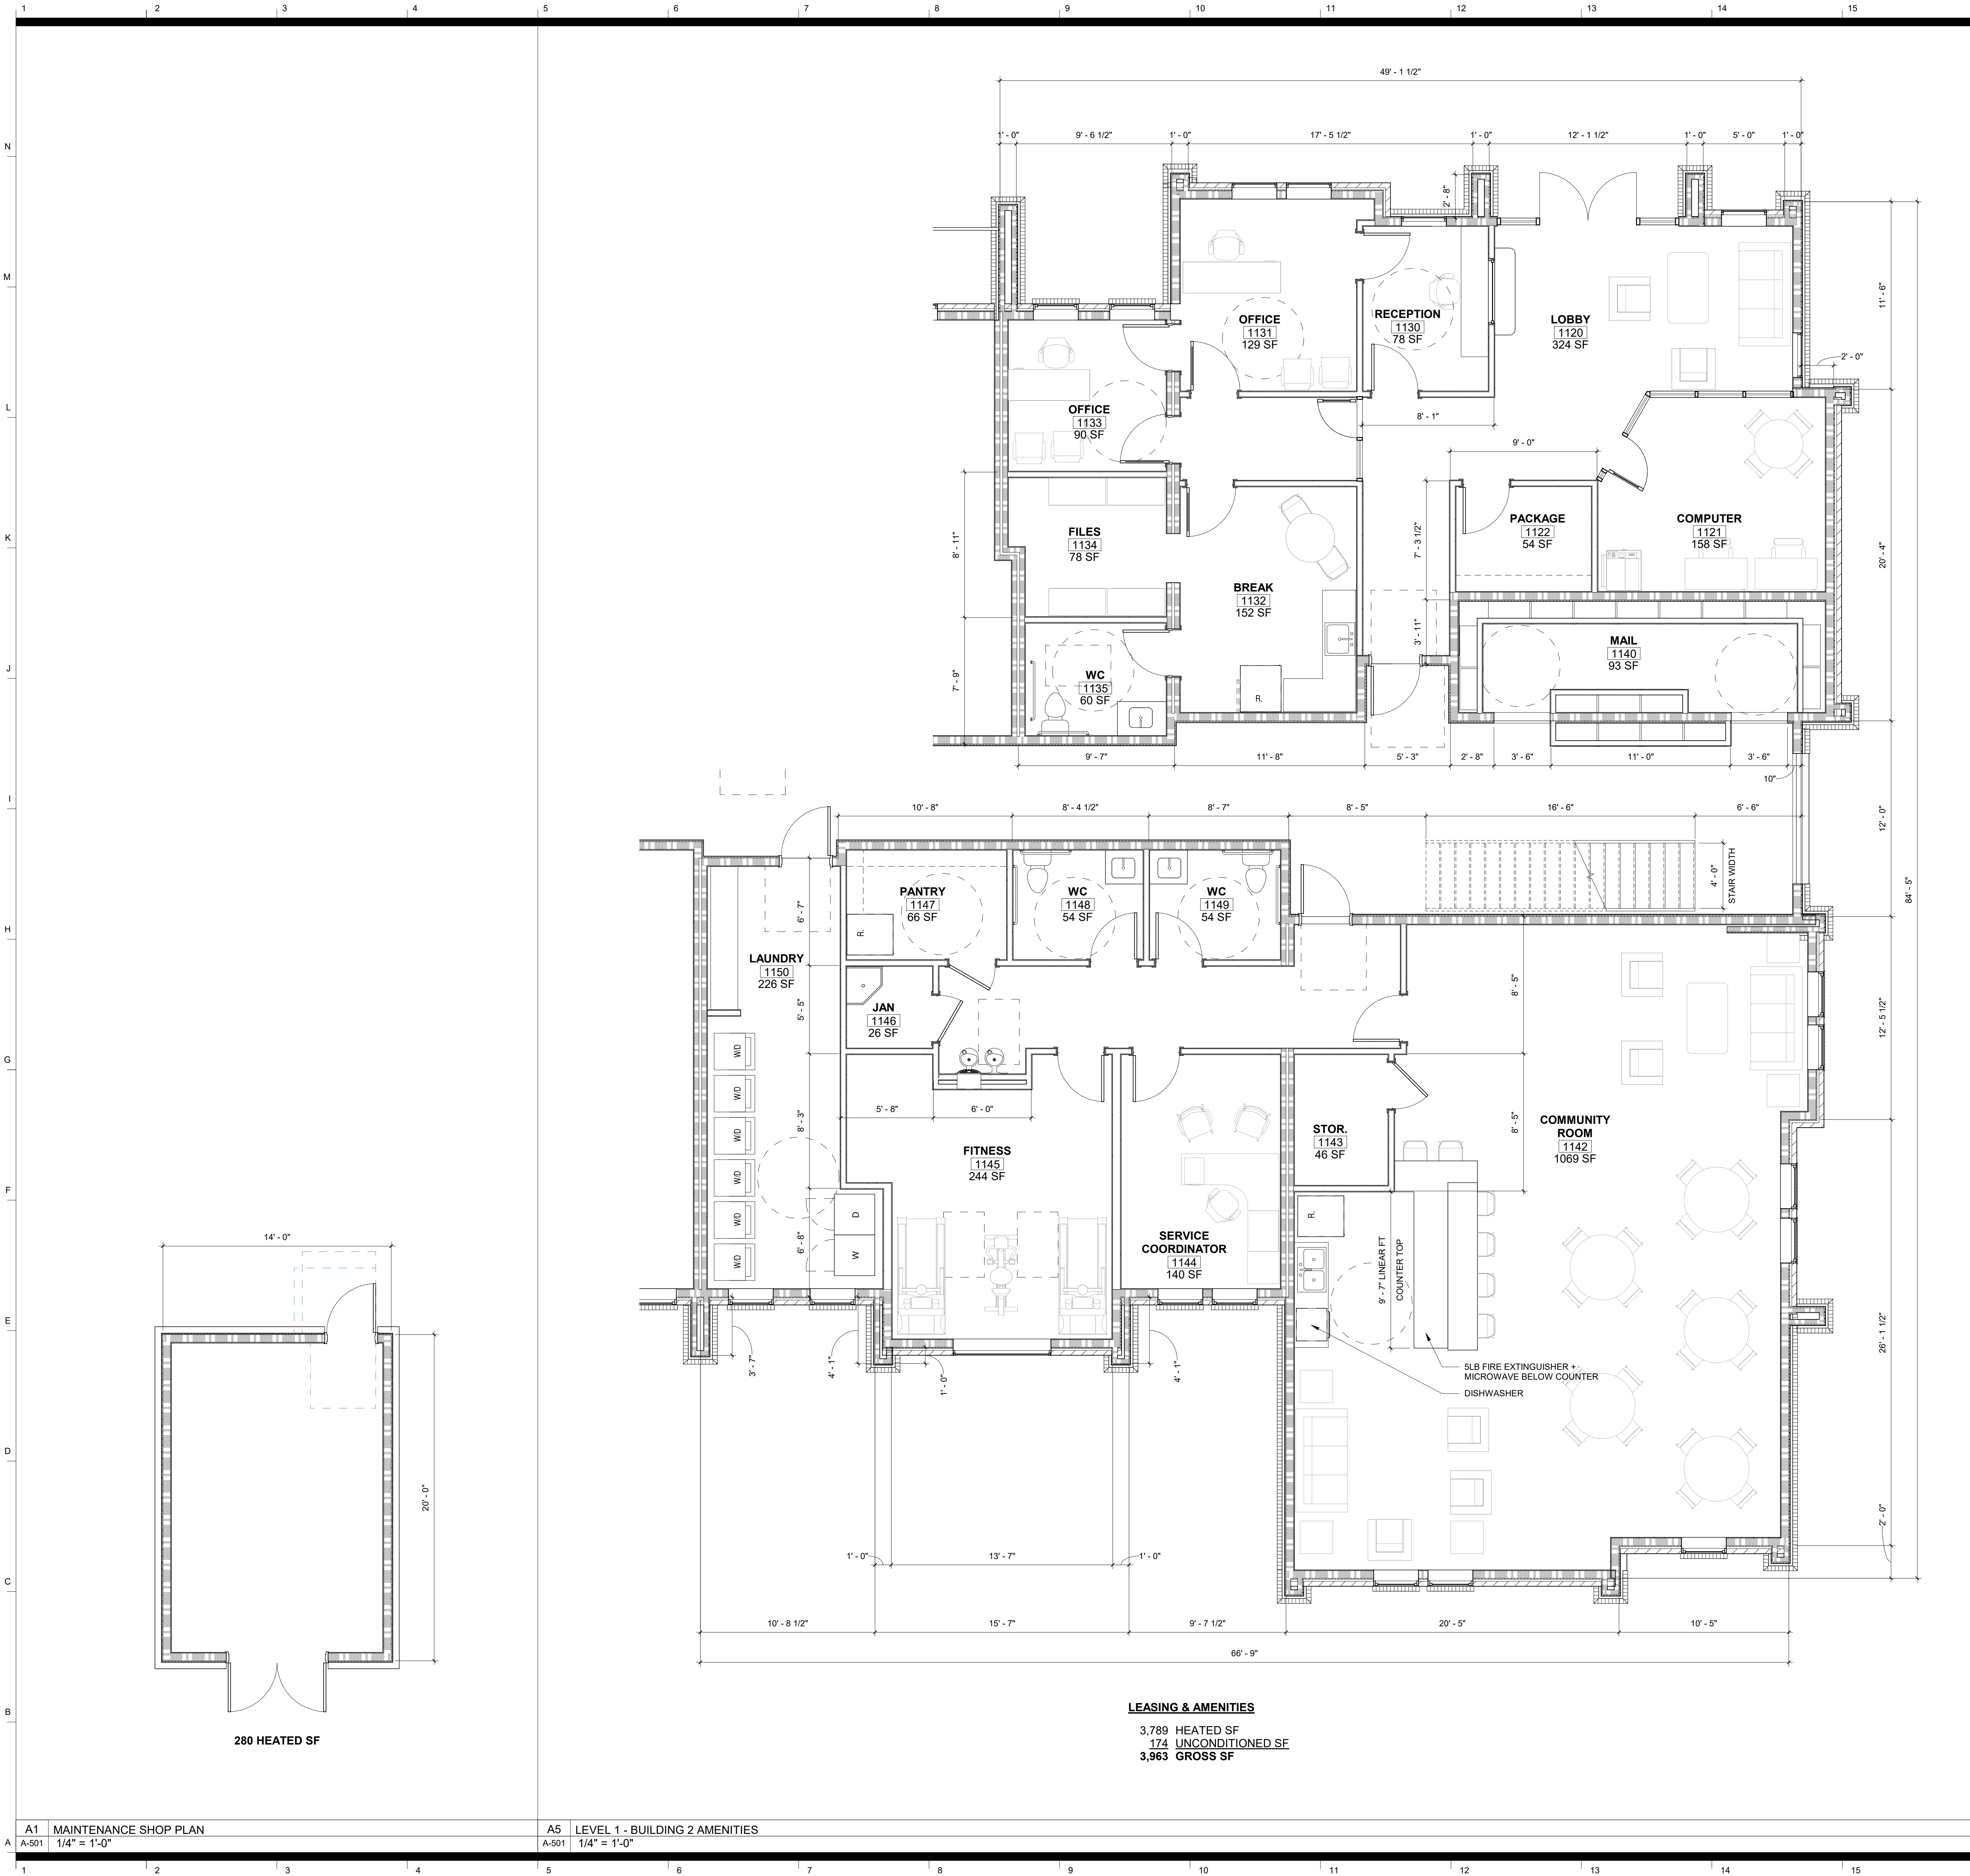 1 2 3 4 5 6 7 8 9 10 11 12 13 14 15
49' - 1 1/2"
1' - 0" 9' - 6 1/2" 1' - 0" 17' - 5 1/2" 1' - 0" 12' - 1 1/2" 1' - 0" 5' - 0" 1' - 0"
N
2' - 8"
M
11' - 6"
OFFICE
1131
129 SF
RECEPTION
1130
78 SF
LOBBY
1120
324 SF
2' - 0"
L
OFFICE
1133
90 SF
8' - 1"
9' - 0"
K
FILES
1134
78 SF
8' - 11"
7' - 3 1/2"
PACKAGE
1122
54 SF
COMPUTER
1121
158 SF
20' - 4"
BREAK
1132
152 SF
3' - 11"
MAIL
1140
93 SF
J
7' - 9"
WC
1135
60 SF
R.
9' - 7" 11' - 8" 5' - 3" 2' - 8" 3' - 6" 11' - 0" 3' - 6"
10"
I
10' - 8" 8' - 4 1/2" 8' - 7" 8' - 5" 16' - 6" 6' - 6"
12' - 0"
4' - 0"
STAIR WIDTH
84' - 5"
PANTRY
1147
66 SF
R.
WC
1148
54 SF
WC
1149
54 SF
6' - 7"
H
LAUNDRY
1150
226 SF
5' - 5"
JAN
1146
26 SF
8' - 5"
12' - 5 1/2"
G
W/D
W/D
W/D
W/D
W/D
W/D
8' - 3"
5' - 8" 6' - 0"
8' - 5"
FITNESS
1145
244 SF
STOR.
1143
46 SF
COMMUNITY
ROOM
1142
1069 SF
F
D
W
6' - 8"
SERVICE
COORDINATOR
1144
140 SF
R.
9' - 7" LINEAR FT
COUNTER TOP
14' - 0"
E
26' - 1 1/2"
3' - 7"
4' - 1"
1' - 0"
4' - 1"
5LB FIRE EXTINGUISHER +
MICROWAVE BELOW COUNTER
DISHWASHER
D
20' - 0"
2' - 0"
1' - 0" 13' - 7" 1' - 0"
C
10' - 8 1/2" 15' - 7" 9' - 7 1/2" 20' - 5" 10' - 5"
66' - 9"
B
280 HEATED SF
LEASING & AMENITIES
3,789 HEATED SF
174 UNCONDITIONED SF
3,963 GROSS SF
A1 MAINTENANCE SHOP PLAN
A-501 1/4" = 1'-0"
A5 LEVEL 1 - BUILDING 2 AMENITIES
A-501 1/4" = 1'-0"
A
1 2 3 4 5 6 7 8 9 10 11 12 13 14 15